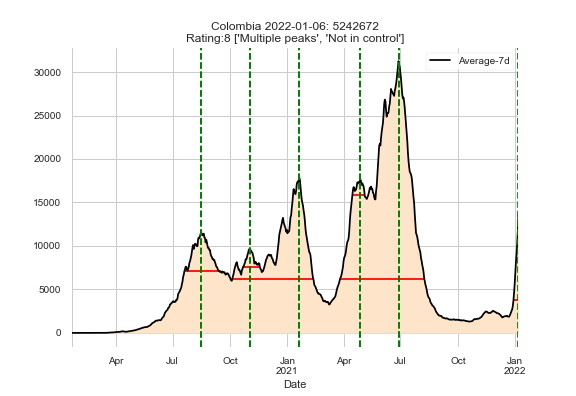 Colombia 2022-01-06: 5242672
Rating:8 ['Multiple peaks', 'Not in control']
Average-7d
30000
25000
20000
15000
10000
5000
0
Apr Jul Oct Jan Apr Jul Oct Jan
2021 2022
Date